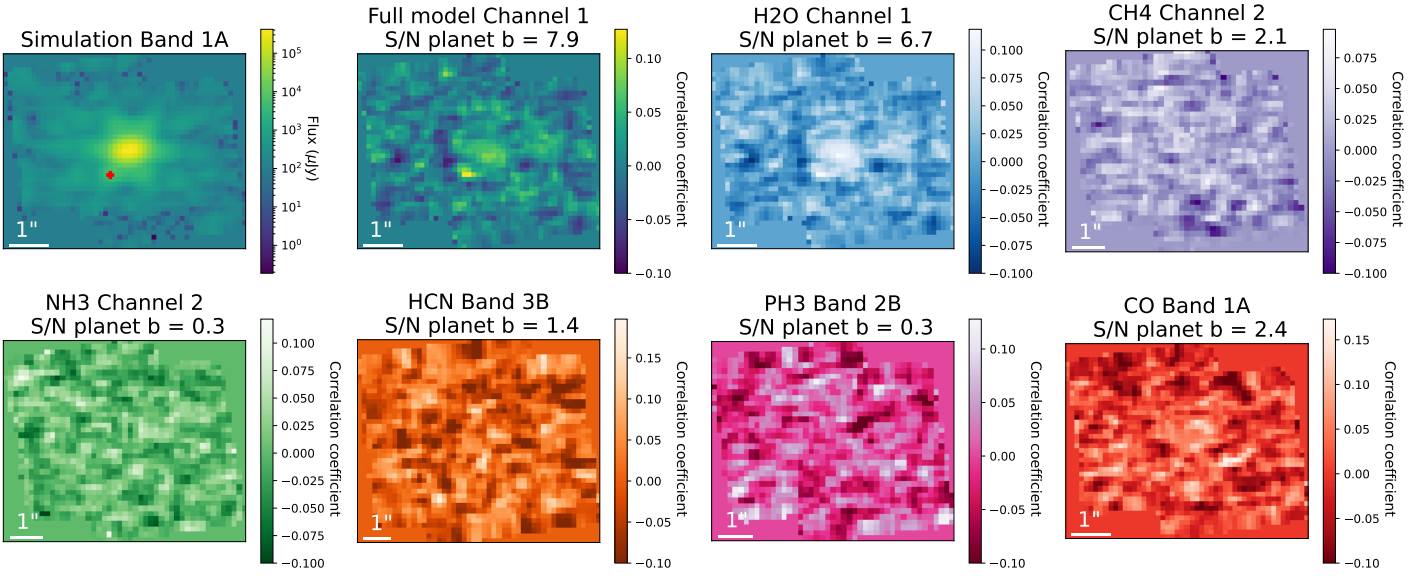 Simulation Band 1A
1"
10^5
10^4
10^3
10^2
10^1
10^0
Flux (μJy)
Full model Channel 1
S/N planet b = 7.9
1"
0.10
0.05
0.00
−0.05
−0.10
Correlation coefficient
H2O Channel 1
S/N planet b = 6.7
1"
0.100
0.075
0.050
0.025
0.000
−0.025
−0.050
−0.075
−0.100
Correlation coefficient
CH4 Channel 2
S/N planet b = 2.1
1"
0.075
0.050
0.025
0.000
−0.025
−0.050
−0.075
−0.100
Correlation coefficient
NH3 Channel 2
S/N planet b = 0.3
1"
0.100
0.075
0.050
0.025
0.000
−0.025
−0.050
−0.075
−0.100
Correlation coefficient
HCN Band 3B
S/N planet b = 1.4
1"
0.15
0.10
0.05
0.00
−0.05
−0.10
Correlation coefficient
PH3 Band 2B
S/N planet b = 0.3
1"
0.10
0.05
0.00
−0.05
−0.10
Correlation coefficient
CO Band 1A
S/N planet b = 2.4
1"
0.15
0.10
0.05
0.00
−0.05
−0.10
Correlation coefficient